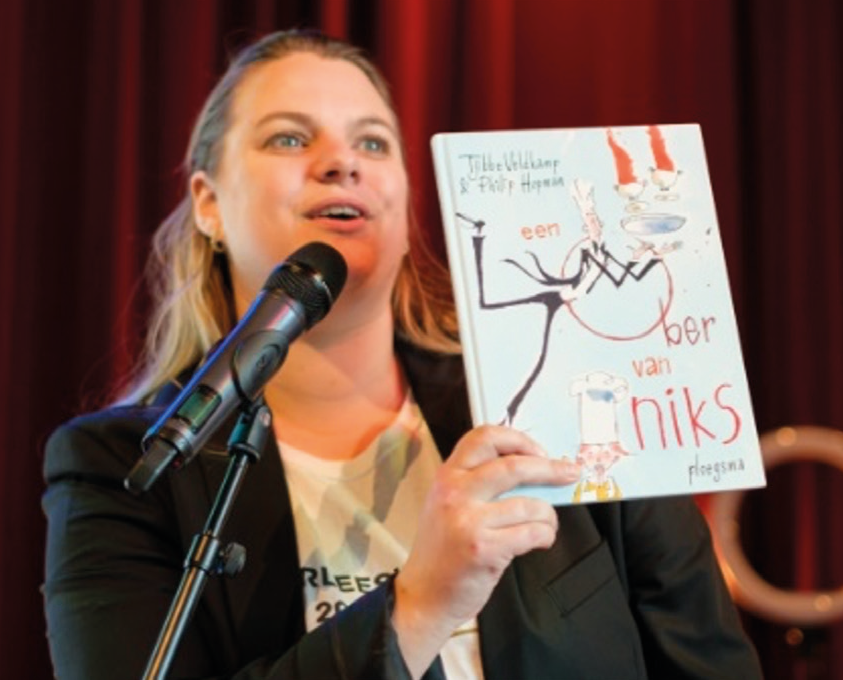 Tjibbe Veldkamp
& Philip Hopman
een
Ober
van
niks
ploegsma
RLEES
20